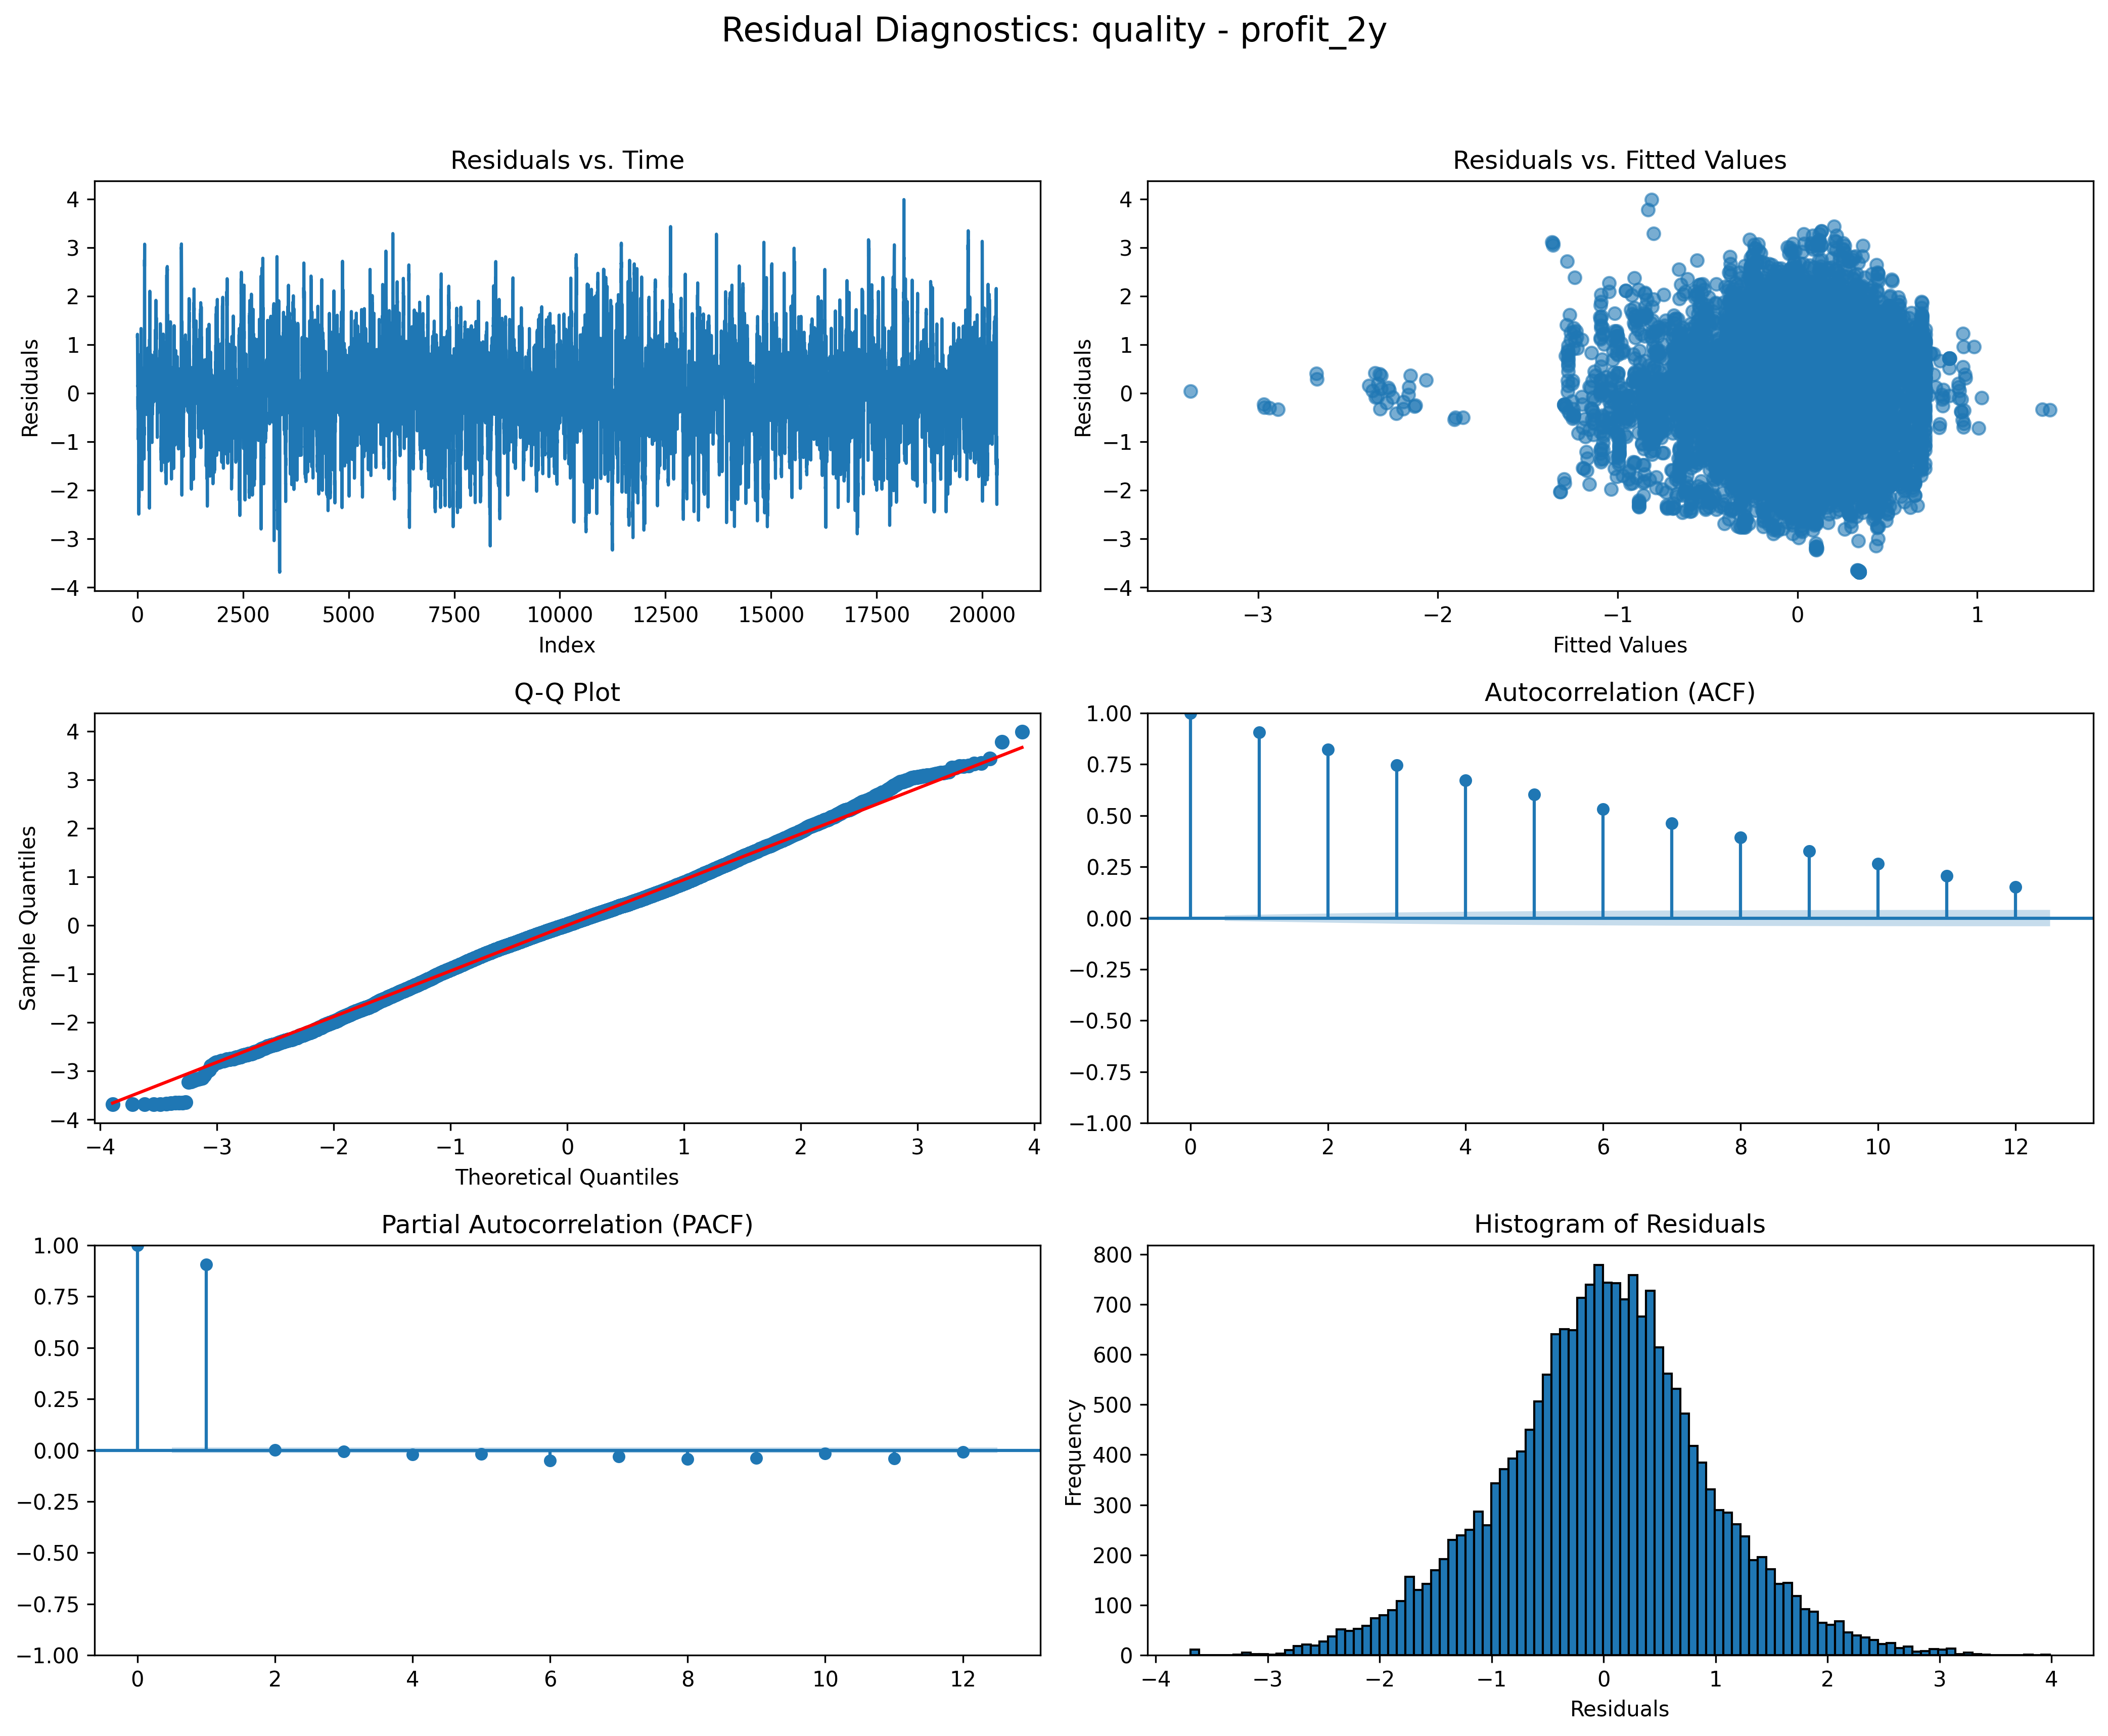 Residual Diagnostics: quality - profit_2y
Residuals vs. Time
Residuals
4
3
2
1
0
−1
−2
−3
−4
0 2500 5000 7500 10000 12500 15000 17500 20000
Index
Residuals vs. Fitted Values
Residuals
4
3
2
1
0
−1
−2
−3
−4
−3 −2 −1 0 1
Fitted Values
Q-Q Plot
Sample Quantiles
4
3
2
1
0
−1
−2
−3
−4
−4 −3 −2 −1 0 1 2 3 4
Theoretical Quantiles
Autocorrelation (ACF)
1.00
0.75
0.50
0.25
0.00
−0.25
−0.50
−0.75
−1.00
0 2 4 6 8 10 12
Partial Autocorrelation (PACF)
1.00
0.75
0.50
0.25
0.00
−0.25
−0.50
−0.75
−1.00
0 2 4 6 8 10 12
Histogram of Residuals
Frequency
800
700
600
500
400
300
200
100
0
−4 −3 −2 −1 0 1 2 3 4
Residuals